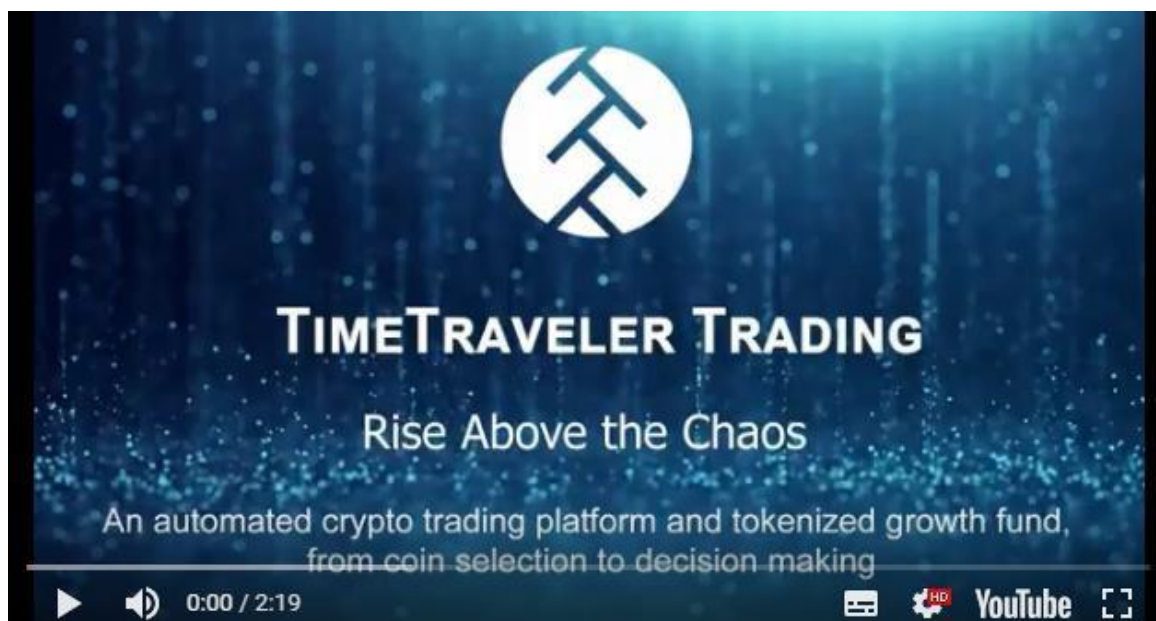 TIMETRAVELER TRADING
Rise Above the Chaos
An automated crypto trading platform and tokenized growth fund,
from coin selection to decision making
0:00 / 2:19
HD
YouTube